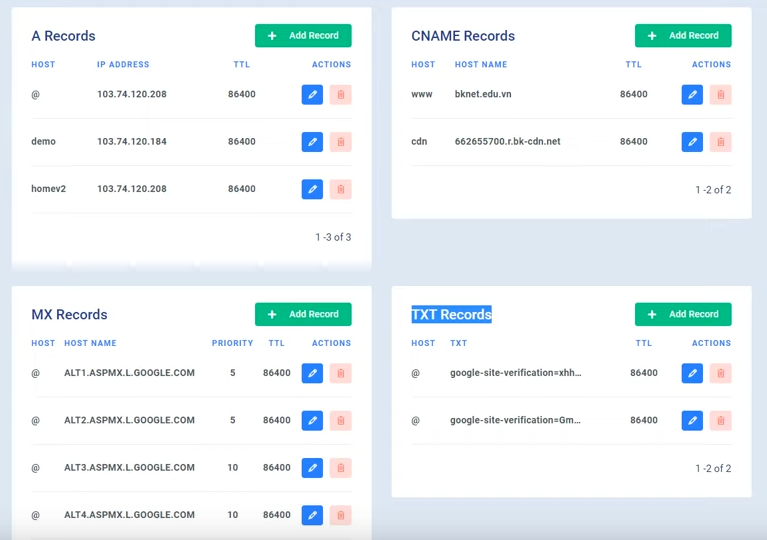 A Records
+ Add Record
HOST IP ADDRESS TTL ACTIONS
@ 103.74.120.208 86400
demo 103.74.120.184 86400
homev2 103.74.120.208 86400
1 -3 of 3
CNAME Records
+ Add Record
HOST HOST NAME TTL ACTIONS
www bknet.edu.vn 86400
cdn 662655700.r.bk-cdn.net 86400
1 -2 of 2
MX Records
+ Add Record
HOST HOST NAME PRIORITY TTL ACTIONS
@ ALT1.ASPMX.L.GOOGLE.COM 5 86400
@ ALT2.ASPMX.L.GOOGLE.COM 5 86400
@ ALT3.ASPMX.L.GOOGLE.COM 10 86400
@ ALT4.ASPMX.L.GOOGLE.COM 10 86400
TXT Records
+ Add Record
HOST TXT TTL ACTIONS
@ google-site-verification=xhh... 86400
@ google-site-verification=Gm... 86400
1 -2 of 2